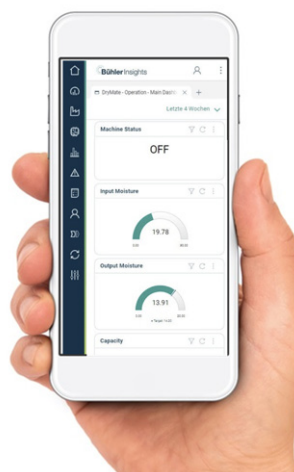 Bühler Insights
DryMate - Operation - Main Dashb
Letzte 4 Wochen
Machine Status
OFF
Input Moisture
19.78
Output Moisture
13.91
Capacity